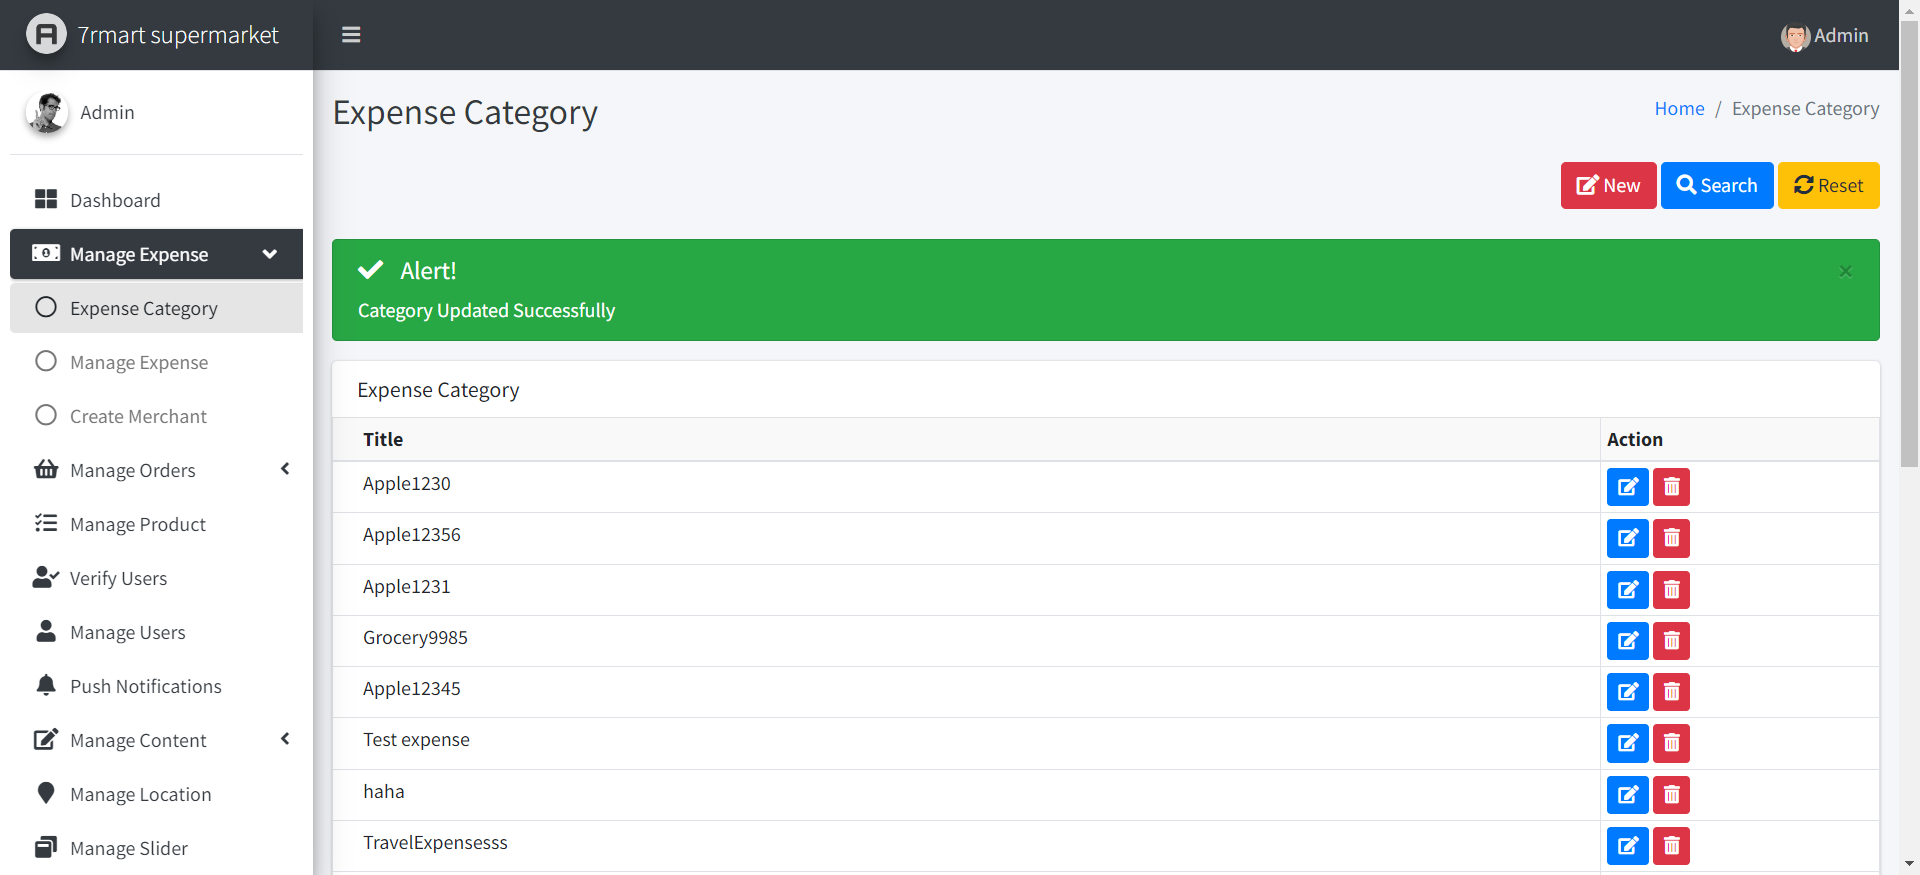 7rmart supermarket
Admin
Admin
Dashboard
Manage Expense
Expense Category
Manage Expense
Create Merchant
Manage Orders
Manage Product
Verify Users
Manage Users
Push Notifications
Manage Content
Manage Location
Manage Slider
Expense Category
Home / Expense Category
New Search Reset
Alert!
×
Category Updated Successfully
Expense Category
Title Action
Apple1230
Apple12356
Apple1231
Grocery9985
Apple12345
Test expense
haha
TravelExpensesss